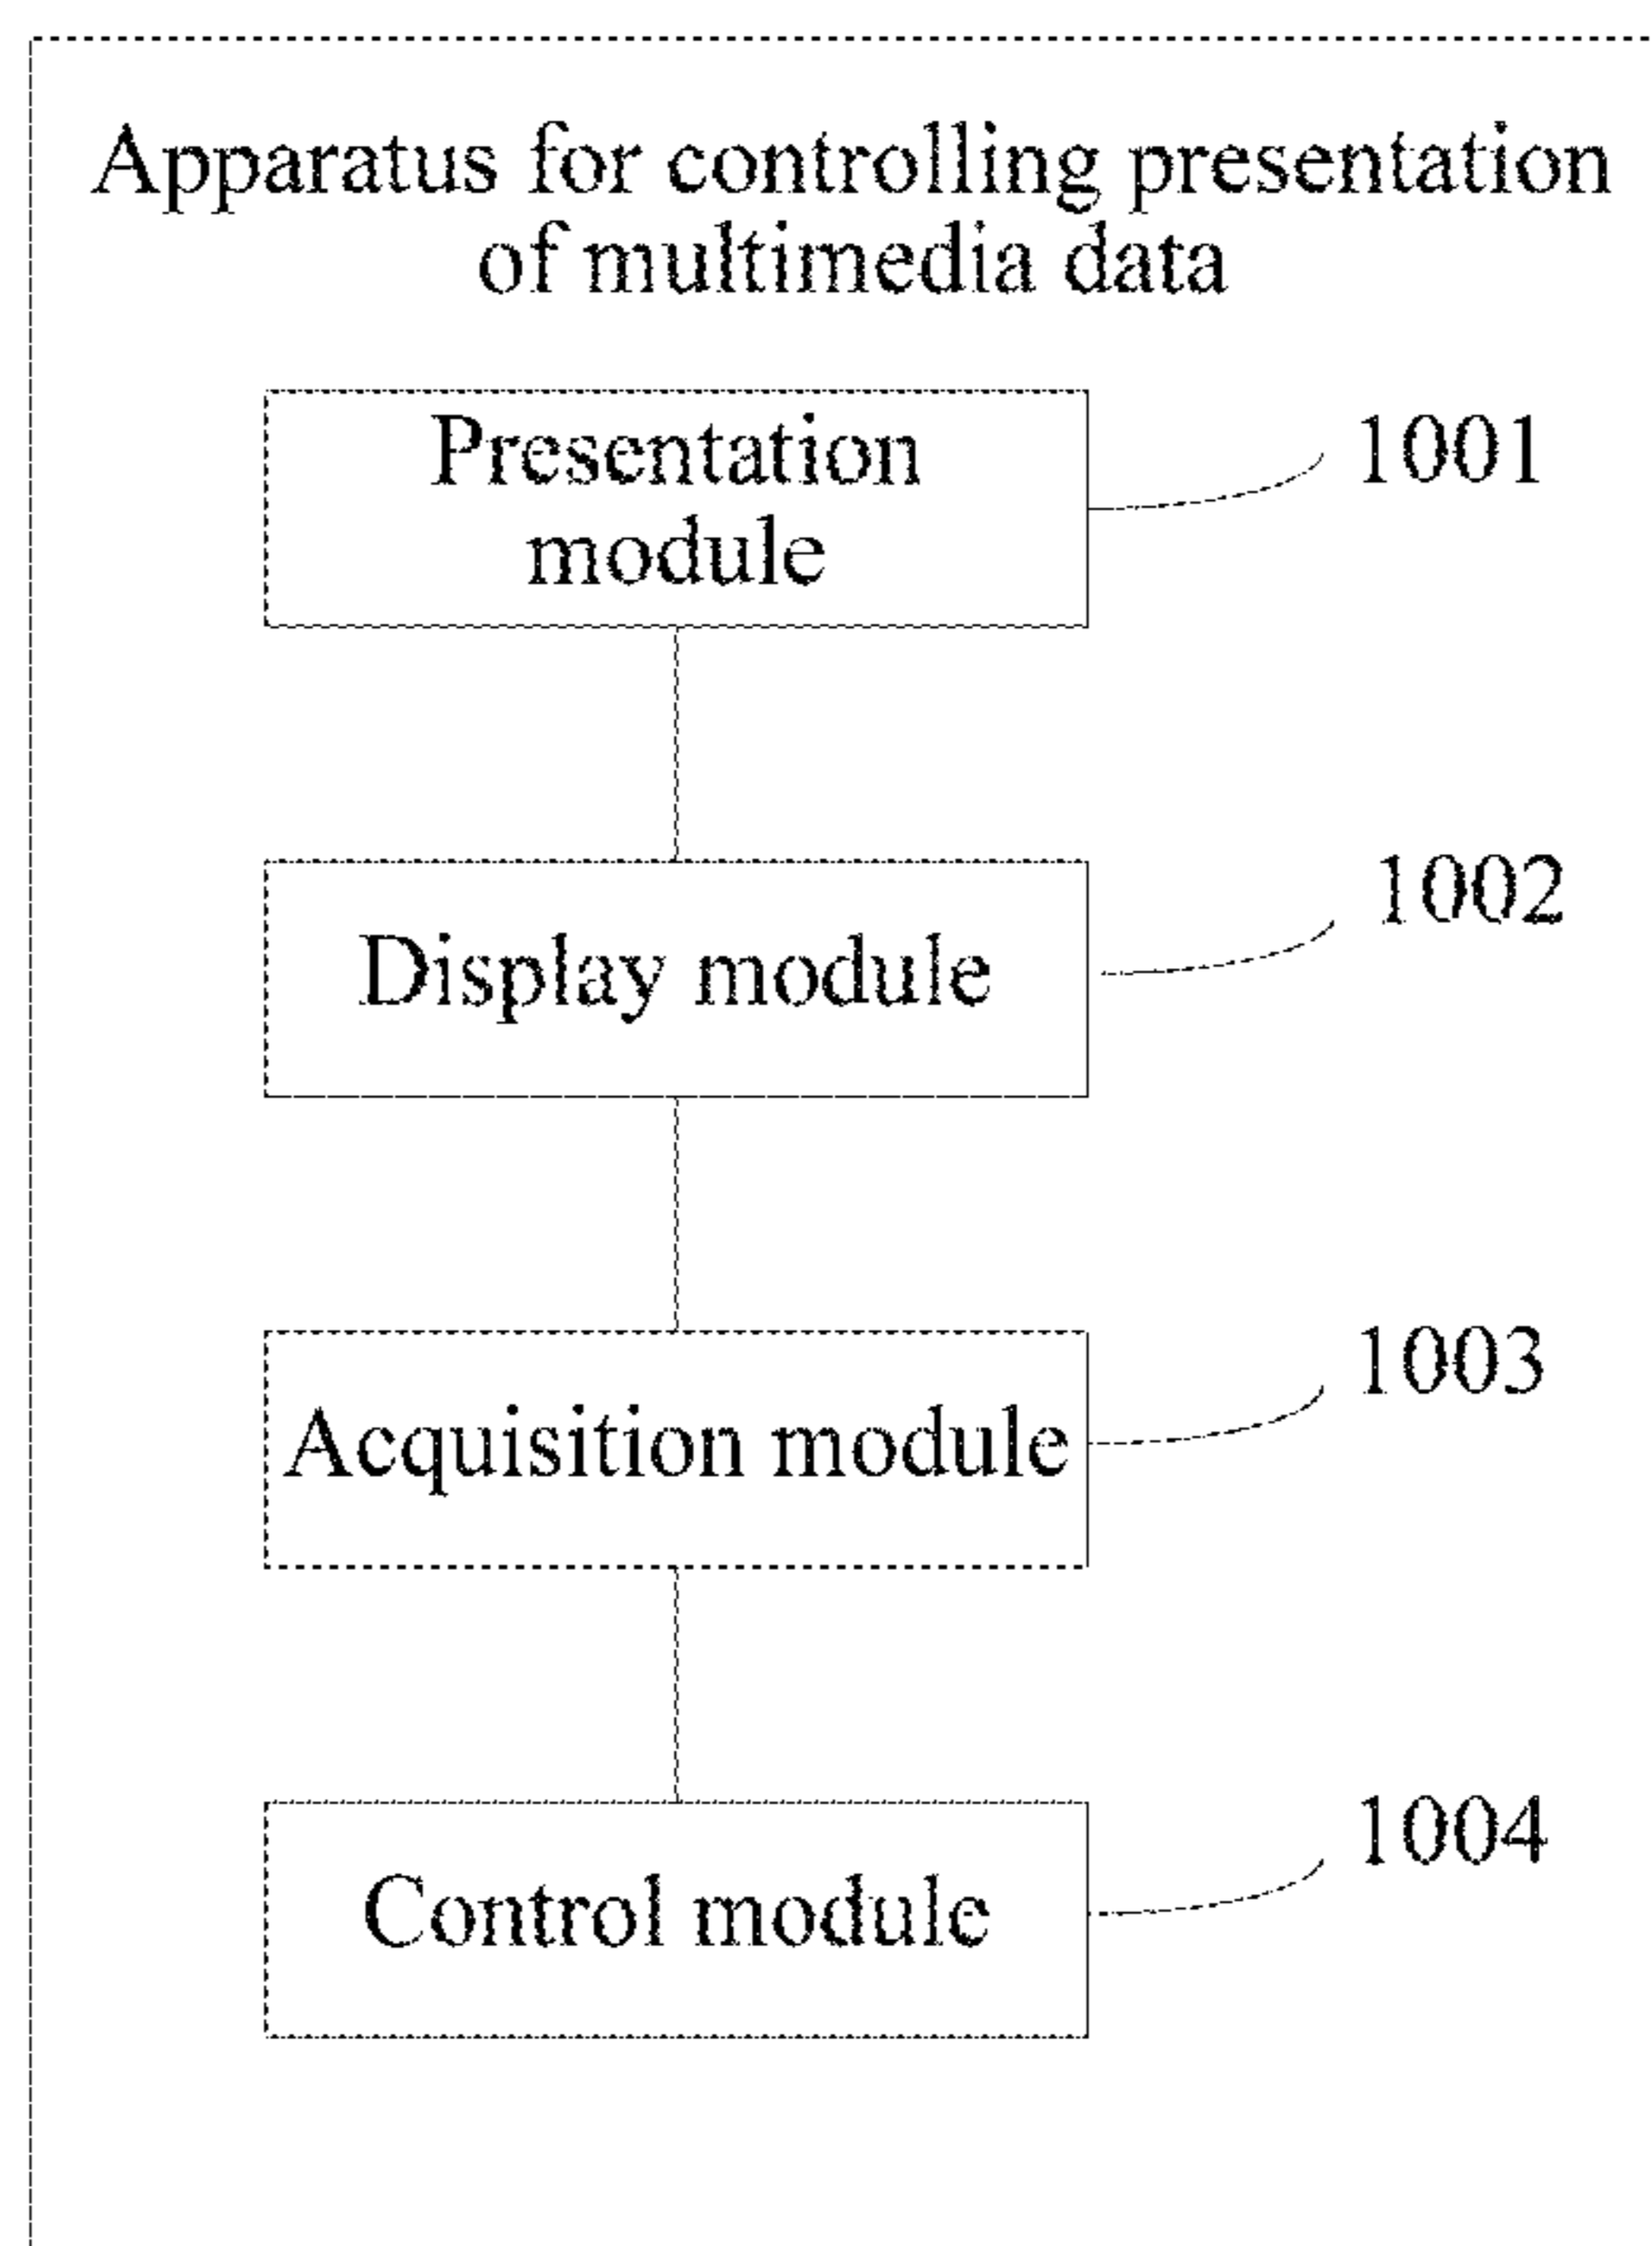 Apparatus for controlling presentation
of multimedia data
Presentation
module
1001
Display module
1002
Acquisition module
1003
Control module
1004